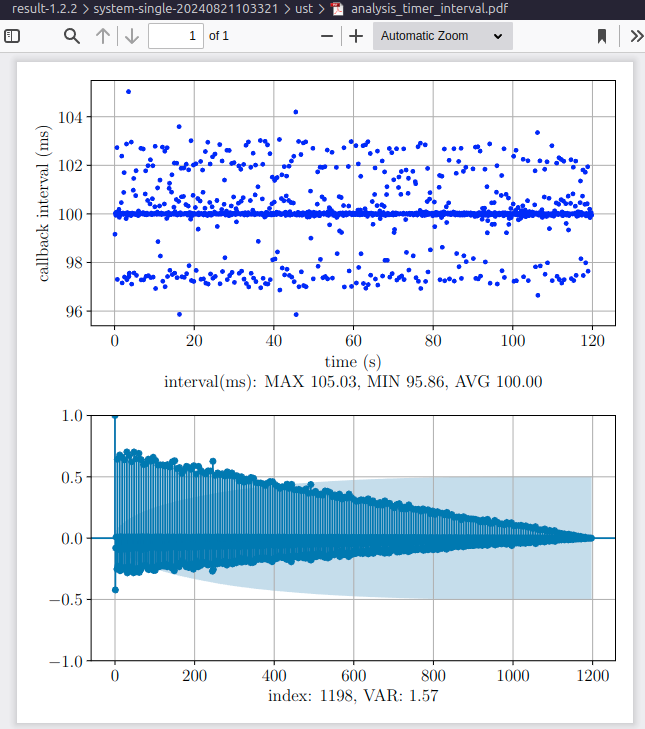 result-1.2.2 > system-single-20240821103321 > ust > analysis_timer_interval.pdf
1 of 1 − + Automatic Zoom
104
102
100
98
96
callback interval (ms)
0 20 40 60 80 100 120
time (s)
interval(ms): MAX 105.03, MIN 95.86, AVG 100.00
1.0
0.5
0.0
−0.5
−1.0
0 200 400 600 800 1000 1200
index: 1198, VAR: 1.57